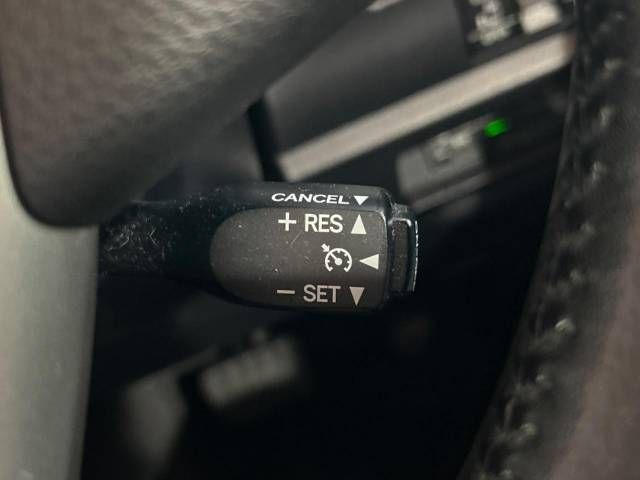 CANCEL▼
+ RES ▲
◄
− SET ▼